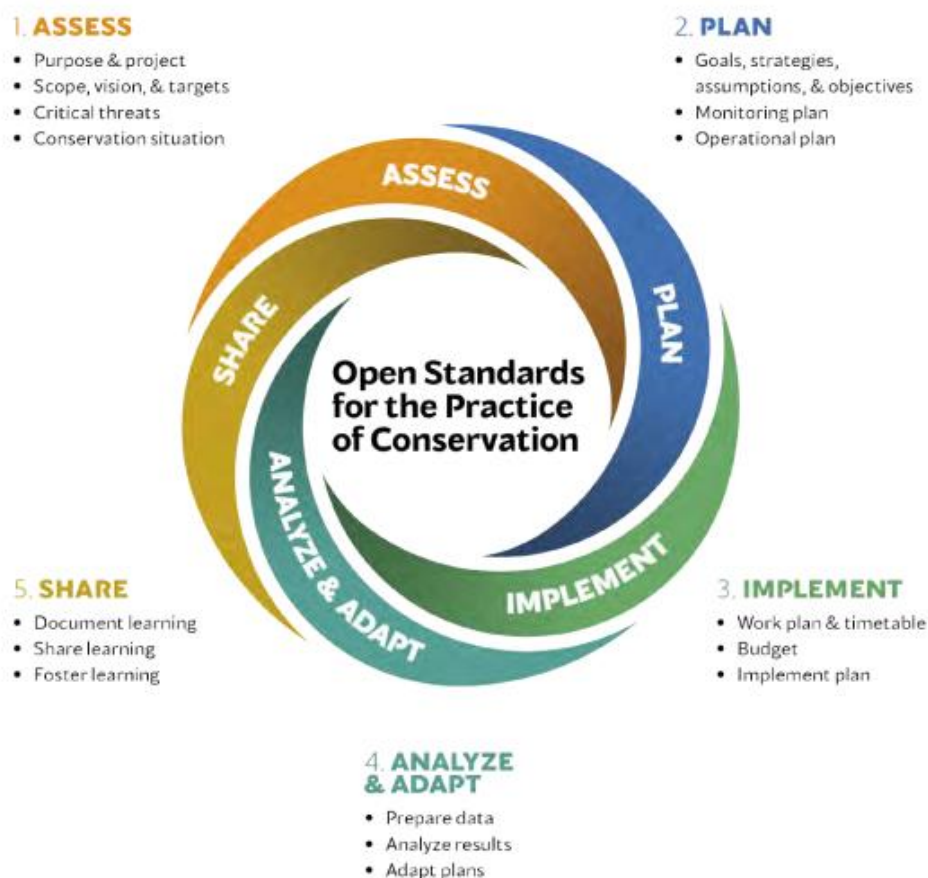 1. ASSESS
• Purpose & project
• Scope, vision, & targets
• Critical threats
• Conservation situation
2. PLAN
• Goals, strategies,
assumptions, & objectives
• Monitoring plan
• Operational plan
ASSESS
PLAN
SHARE
Open Standards
for the Practice
of Conservation
ANALYZE & ADAPT
IMPLEMENT
5. SHARE
• Document learning
• Share learning
• Foster learning
3. IMPLEMENT
• Work plan & timetable
• Budget
• Implement plan
4. ANALYZE
& ADAPT
• Prepare data
• Analyze results
• Adapt plans